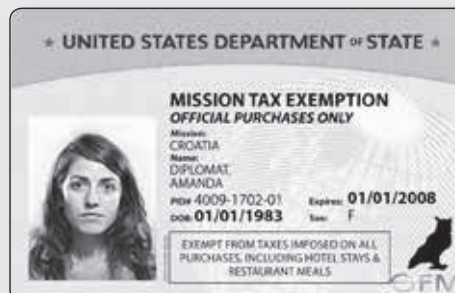 ★ UNITED STATES DEPARTMENT OF STATE ★
MISSION TAX EXEMPTION
OFFICIAL PURCHASES ONLY
Mission:
CROATIA
Name:
DIPLOMAT,
AMANDA
PID# 4009-1702-01 Expires: 01/01/2008
DOB: 01/01/1983 Sex: F
EXEMPT FROM TAXES IMPOSED ON ALL
PURCHASES, INCLUDING HOTEL STAYS &
RESTAURANT MEALS
OFM